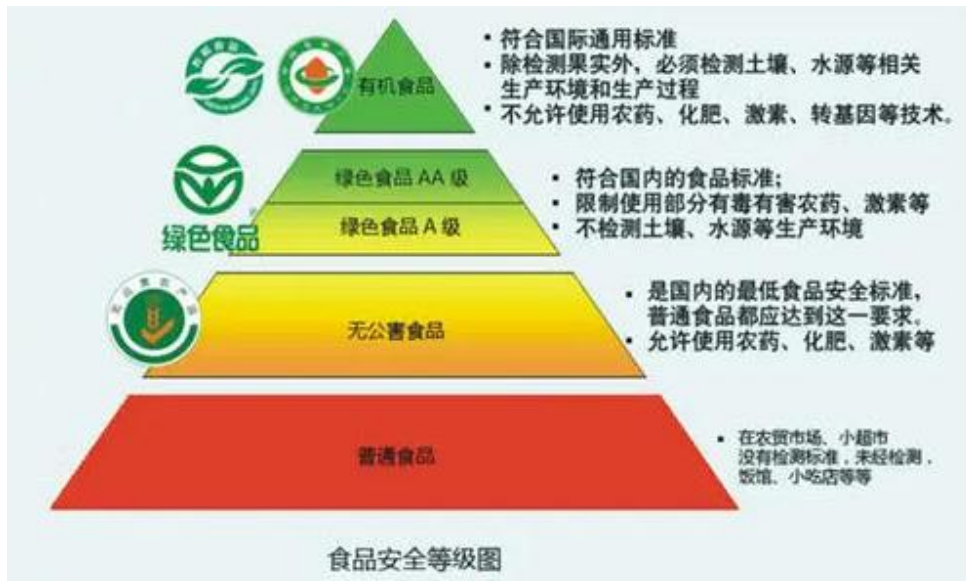 有机食品
• 符合国际通用标准
• 除检测果实外，必须检测土壤、水源等相关
生产环境和生产过程
• 不允许使用农药、化肥、激素、转基因等技术。
绿色食品 AA 级
绿色食品 A 级
绿色食品
®
• 符合国内的食品标准;
• 限制使用部分有毒有害农药、激素等
• 不检测土壤、水源等生产环境
无公害农产品
无公害食品
• 是国内的最低食品安全标准，
普通食品都应达到这一要求。
• 允许使用农药、化肥、激素等
普通食品
▪ 在农贸市场、小超市
没有检测标准，未经检测，
饭馆、小吃店等等
食品安全等级图